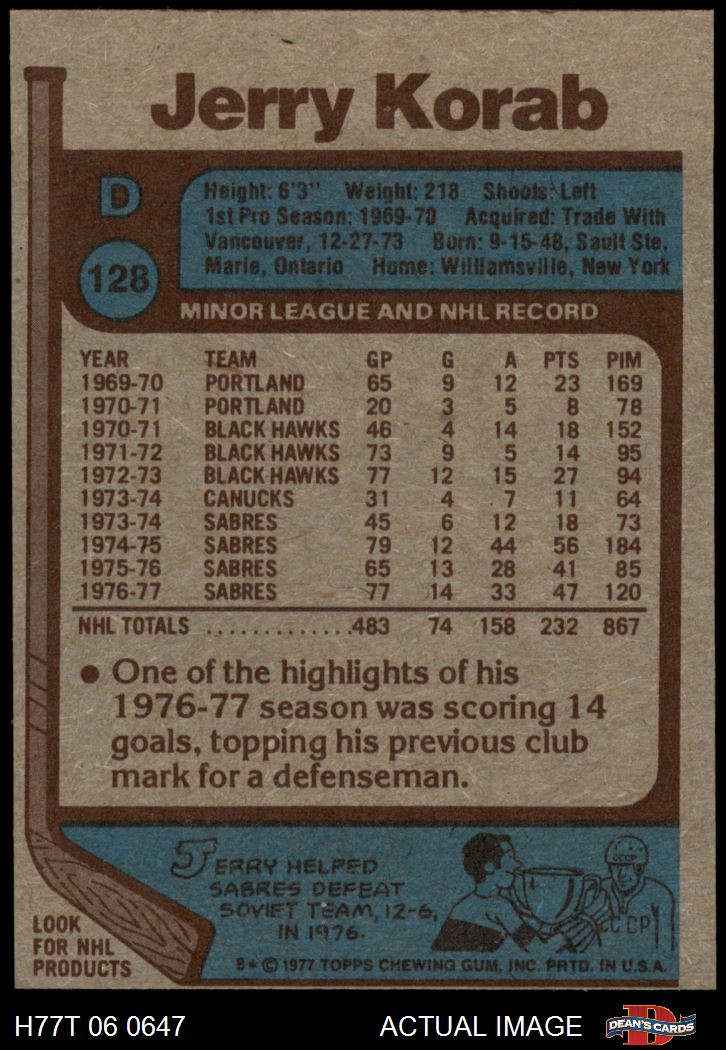 Jerry Korab
D
128
Height: 6'3" Weight: 218 Shoots: Left
1st Pro Season: 1969-70 Acquired: Trade With
Vancouver, 12-27-73 Born: 9-15-48, Sault Ste.
Marie, Ontario Home: Williamsville, New York
MINOR LEAGUE AND NHL RECORD
YEAR TEAM GP G A PTS PIM
1969-70 PORTLAND 65 9 12 23 169
1970-71 PORTLAND 20 3 5 8 78
1970-71 BLACK HAWKS 46 4 14 18 152
1971-72 BLACK HAWKS 73 9 5 14 95
1972-73 BLACK HAWKS 77 12 15 27 94
1973-74 CANUCKS 31 4 7 11 64
1973-74 SABRES 45 6 12 18 73
1974-75 SABRES 79 12 44 56 184
1975-76 SABRES 65 13 28 41 85
1976-77 SABRES 77 14 33 47 120
NHL TOTALS .............483 74 158 232 867
● One of the highlights of his
1976-77 season was scoring 14
goals, topping his previous club
mark for a defenseman.
JERRY HELPED
SABRES DEFEAT
SOVIET TEAM, 12-6,
IN 1976.
CCCP
CCCP
LOOK
FOR NHL
PRODUCTS
B* © 1977 TOPPS CHEWING GUM, INC. PRTD. IN U.S.A.
H77T 06 0647 ACTUAL IMAGE DEAN'S CARDS